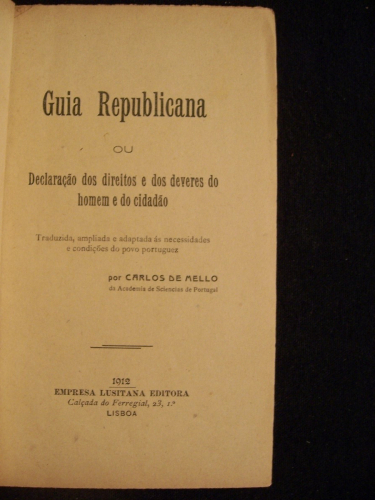 Guia Republicana
OU
Declaração dos direitos e dos deveres do
homem e do cidadão
Traduzida, ampliada e adaptada ás necessidades
e condições do povo portuguez
por CARLOS DE MELLO
da Academia de Sciencias de Portugal
1912
EMPRESA LUSITANA EDITORA
Calçada do Ferregial, 23, 1.º
LISBOA